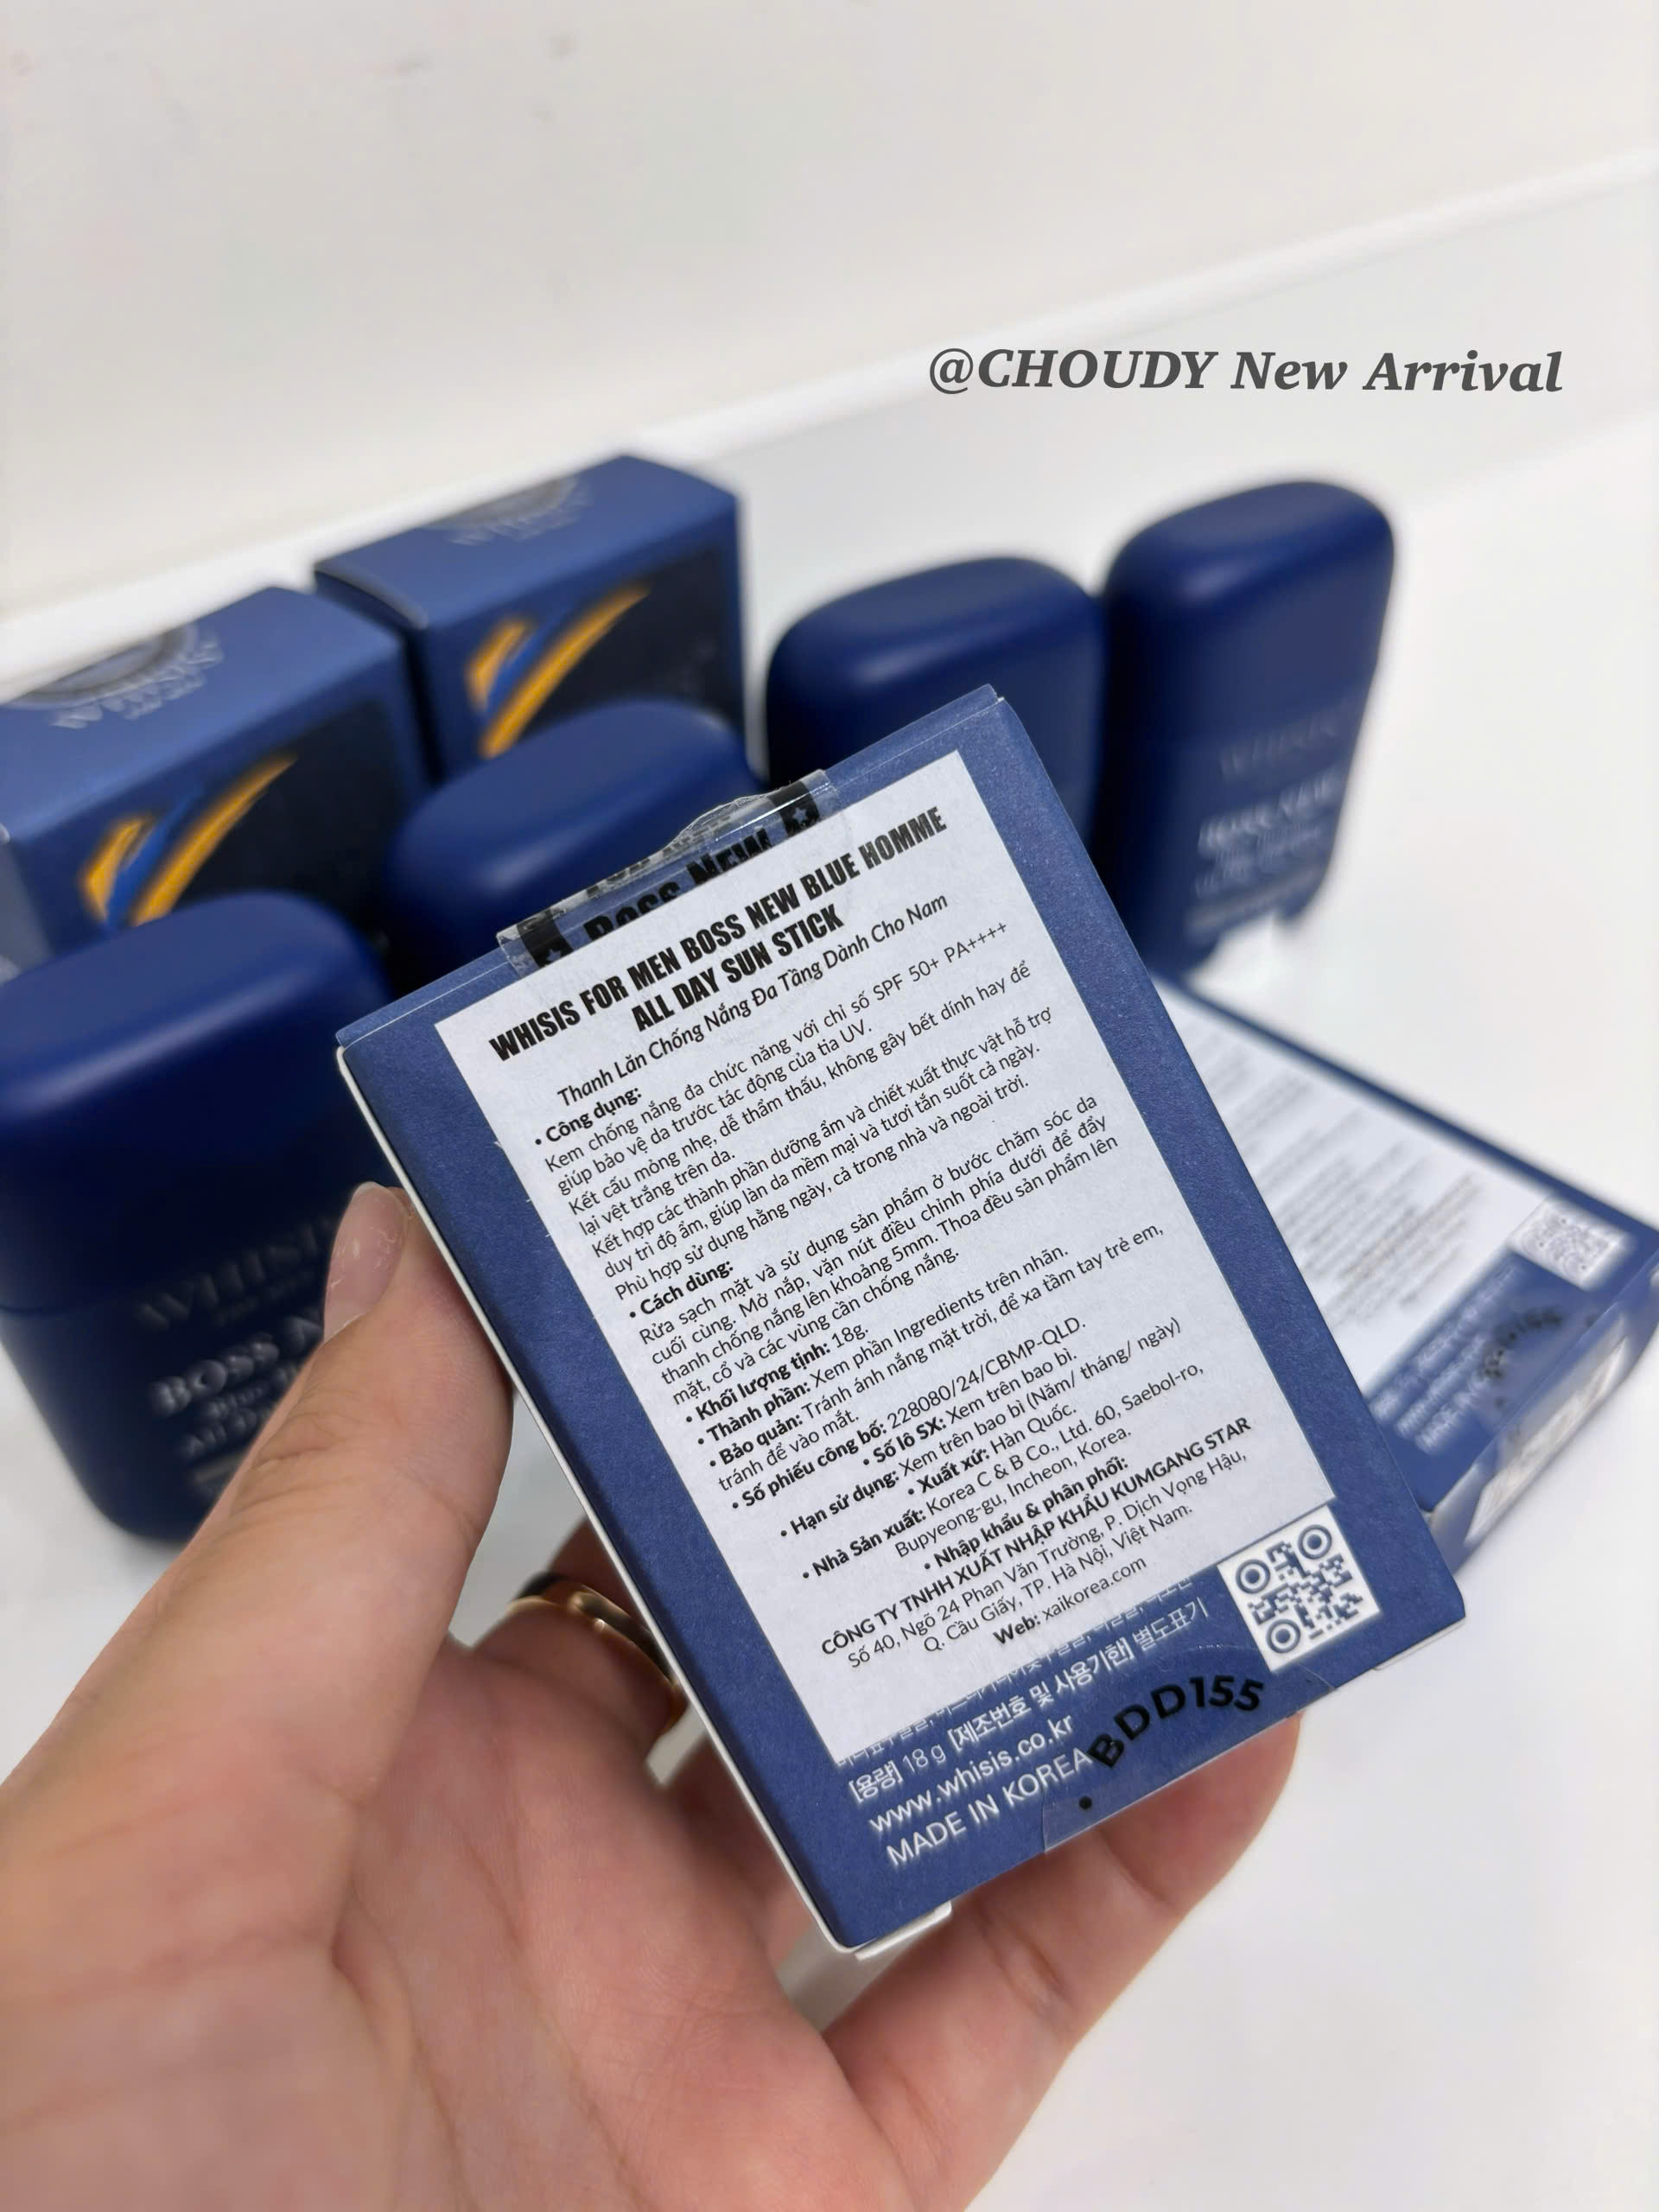 @CHOUDY New Arrival
BOSS NEW
WHISIS FOR MEN BOSS NEW BLUE HOMME
ALL DAY SUN STICK
Thanh Lăn Chống Nắng Đa Tầng Dành Cho Nam
• Công dụng:
Kem chống nắng đa chức năng với chỉ số SPF 50+ PA++++
giúp bảo vệ da trước tác động của tia UV.
Kết cấu mỏng nhẹ, dễ thẩm thấu, không gây bết dính hay để
lại vệt trắng trên da.
Kết hợp các thành phần dưỡng ẩm và chiết xuất thực vật hỗ trợ
duy trì độ ẩm, giúp làn da mềm mại và tươi tắn suốt cả ngày.
Phù hợp sử dụng hằng ngày, cả trong nhà và ngoài trời.
• Cách dùng:
Rửa sạch mặt và sử dụng sản phẩm ở bước chăm sóc da
cuối cùng. Mở nắp, vặn nút điều chỉnh phía dưới để đẩy
thanh chống nắng lên khoảng 5mm. Thoa đều sản phẩm lên
mặt, cổ và các vùng cần chống nắng.
• Khối lượng tịnh: 18g.
• Thành phần: Xem phần Ingredients trên nhãn.
• Bảo quản: Tránh ánh nắng mặt trời, để xa tầm tay trẻ em,
tránh để vào mắt.
• Số phiếu công bố: 228080/24/CBMP-QLD.
• Số lô SX: Xem trên bao bì.
• Hạn sử dụng: Xem trên bao bì (Năm/ tháng/ ngày)
• Xuất xứ: Hàn Quốc.
• Nhà Sản xuất: Korea C & B Co., Ltd. 60, Saebol-ro,
Bupyeong-gu, Incheon, Korea.
• Nhập khẩu & phân phối:
CÔNG TY TNHH XUẤT NHẬP KHẨU KUMGANG STAR
Số 40, Ngõ 24 Phan Văn Trường, P. Dịch Vọng Hậu,
Q. Cầu Giấy, TP. Hà Nội, Việt Nam.
Web: xaikorea.com
[용량] 18 g [제조번호 및 사용기한] 별도표기
www.whisis.co.kr
MADE IN KOREA
BDD155
WHISIS
BOSS